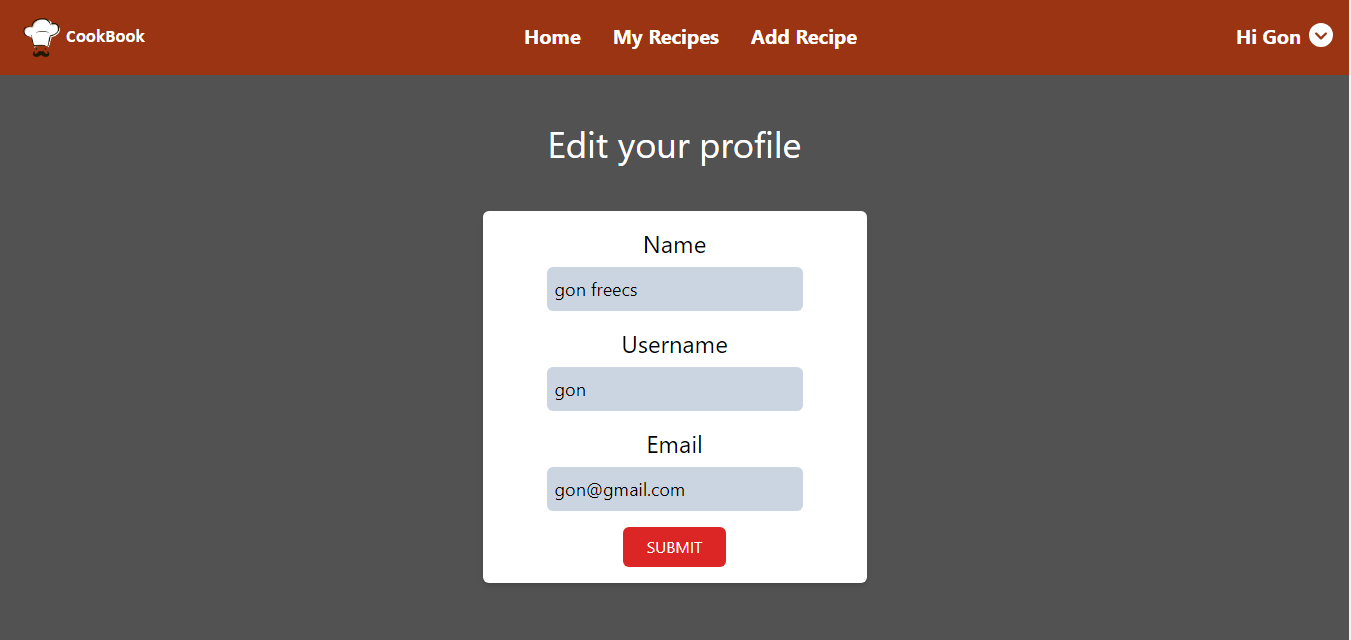 CookBook
Home My Recipes Add Recipe
Hi Gon
Edit your profile
Name
gon freecs
Username
gon
Email
gon@gmail.com
SUBMIT